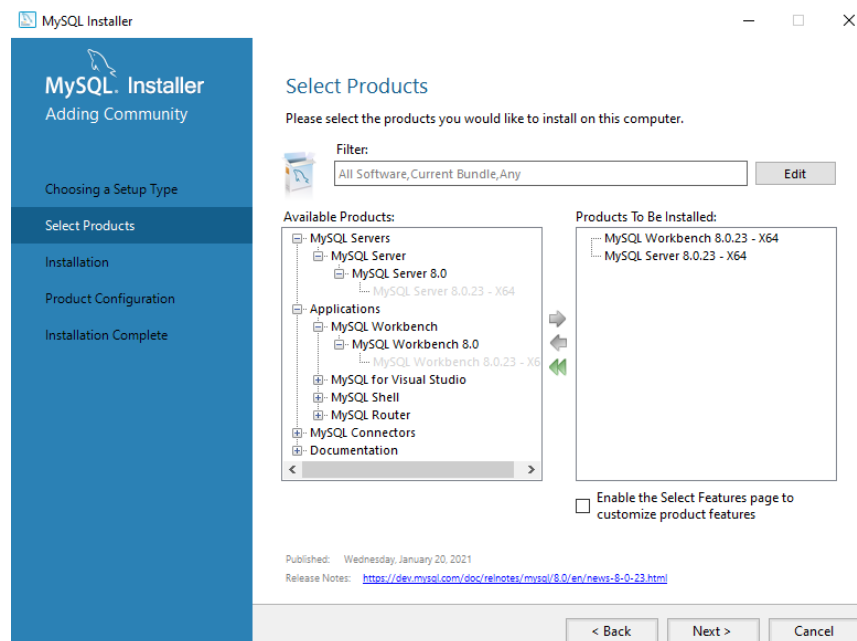 MySQL Installer
MySQL. Installer
Adding Community
Choosing a Setup Type
Select Products
Installation
Product Configuration
Installation Complete
Select Products
Please select the products you would like to install on this computer.
Filter:
All Software,Current Bundle,Any
Edit
Available Products:
MySQL Servers
MySQL Server
MySQL Server 8.0
MySQL Server 8.0.23 - X64
Applications
MySQL Workbench
MySQL Workbench 8.0
MySQL Workbench 8.0.23 - X6
MySQL for Visual Studio
MySQL Shell
MySQL Router
MySQL Connectors
Documentation
Products To Be Installed:
MySQL Workbench 8.0.23 - X64
MySQL Server 8.0.23 - X64
Enable the Select Features page to
customize product features
Published: Wednesday, January 20, 2021
Release Notes: https://dev.mysql.com/doc/relnotes/mysql/8.0/en/news-8-0-23.html
< Back
Next >
Cancel